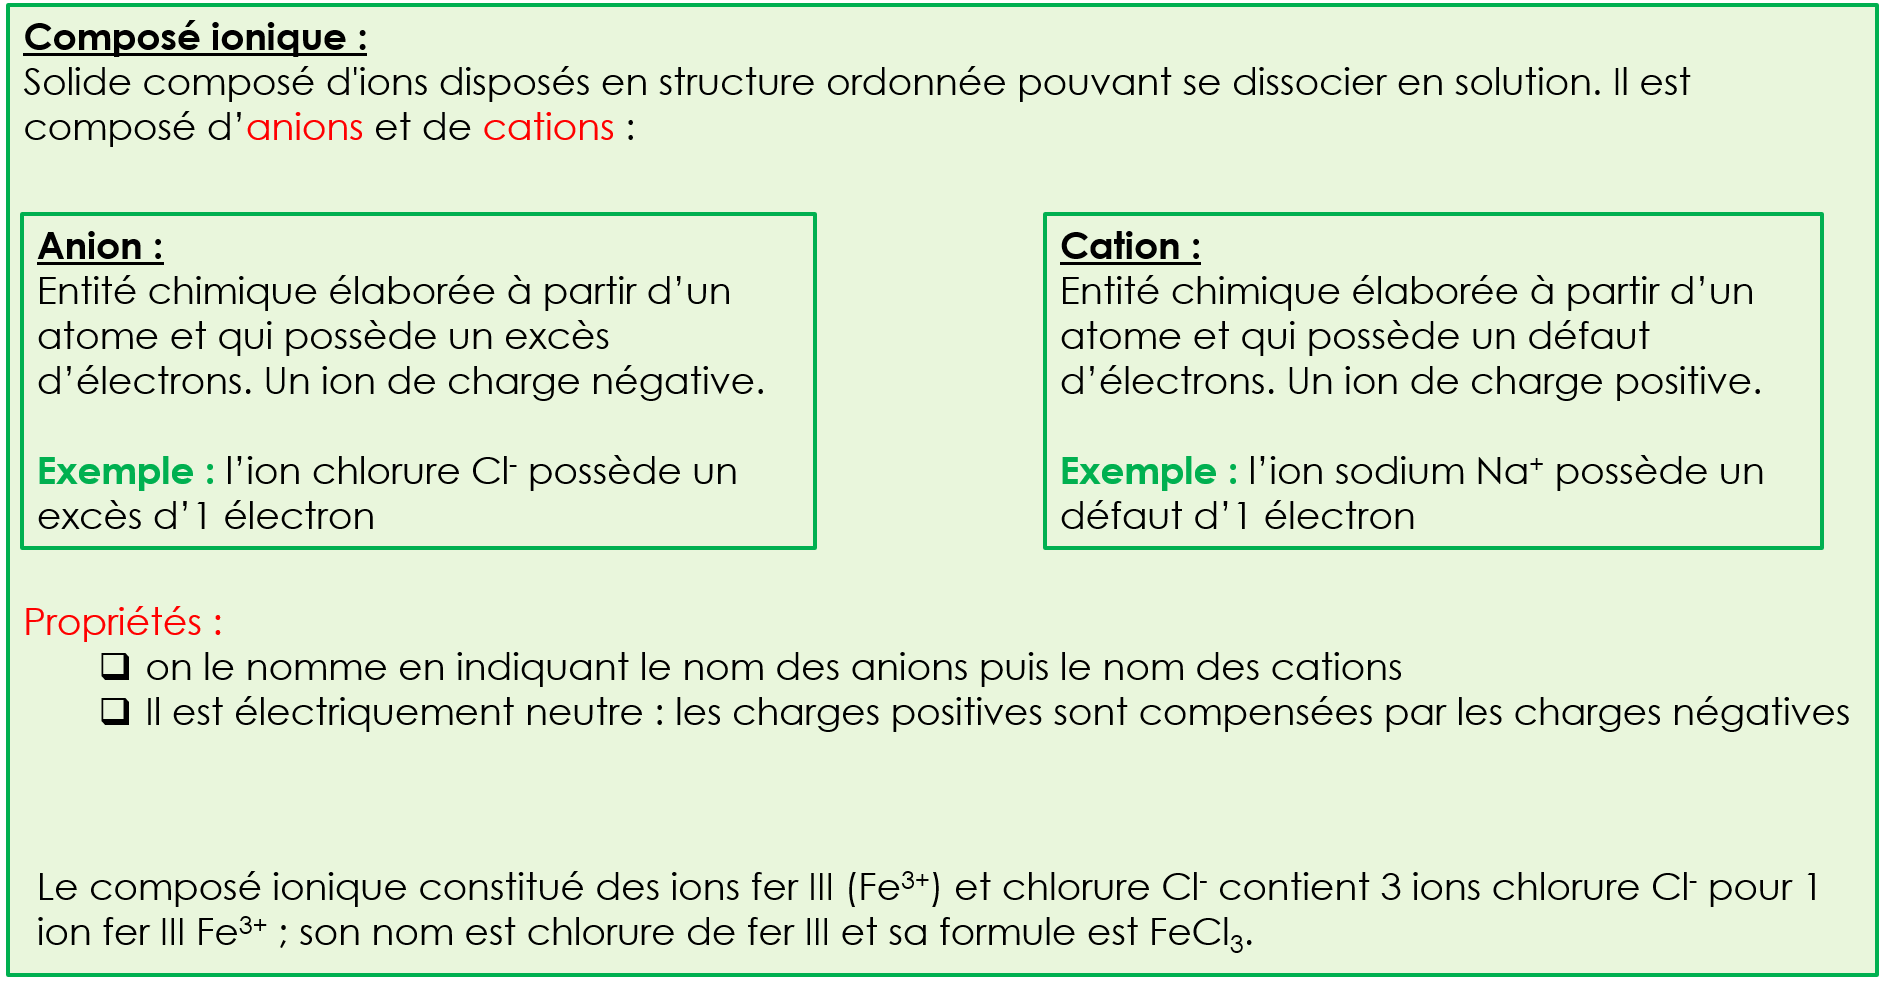 Composé ionique :
Solide composé d'ions disposés en structure ordonnée pouvant se dissocier en solution. Il est
composé d’anions et de cations :
Anion :
Entité chimique élaborée à partir d’un
atome et qui possède un excès
d’électrons. Un ion de charge négative.
Exemple : l’ion chlorure Cl⁻ possède un
excès d’1 électron
Cation :
Entité chimique élaborée à partir d’un
atome et qui possède un défaut
d’électrons. Un ion de charge positive.
Exemple : l’ion sodium Na⁺ possède un
défaut d’1 électron
Propriétés :
❑ on le nomme en indiquant le nom des anions puis le nom des cations
❑ Il est électriquement neutre : les charges positives sont compensées par les charges négatives
Le composé ionique constitué des ions fer III (Fe³⁺) et chlorure Cl⁻ contient 3 ions chlorure Cl⁻ pour 1
ion fer III Fe³⁺ ; son nom est chlorure de fer III et sa formule est FeCl₃.